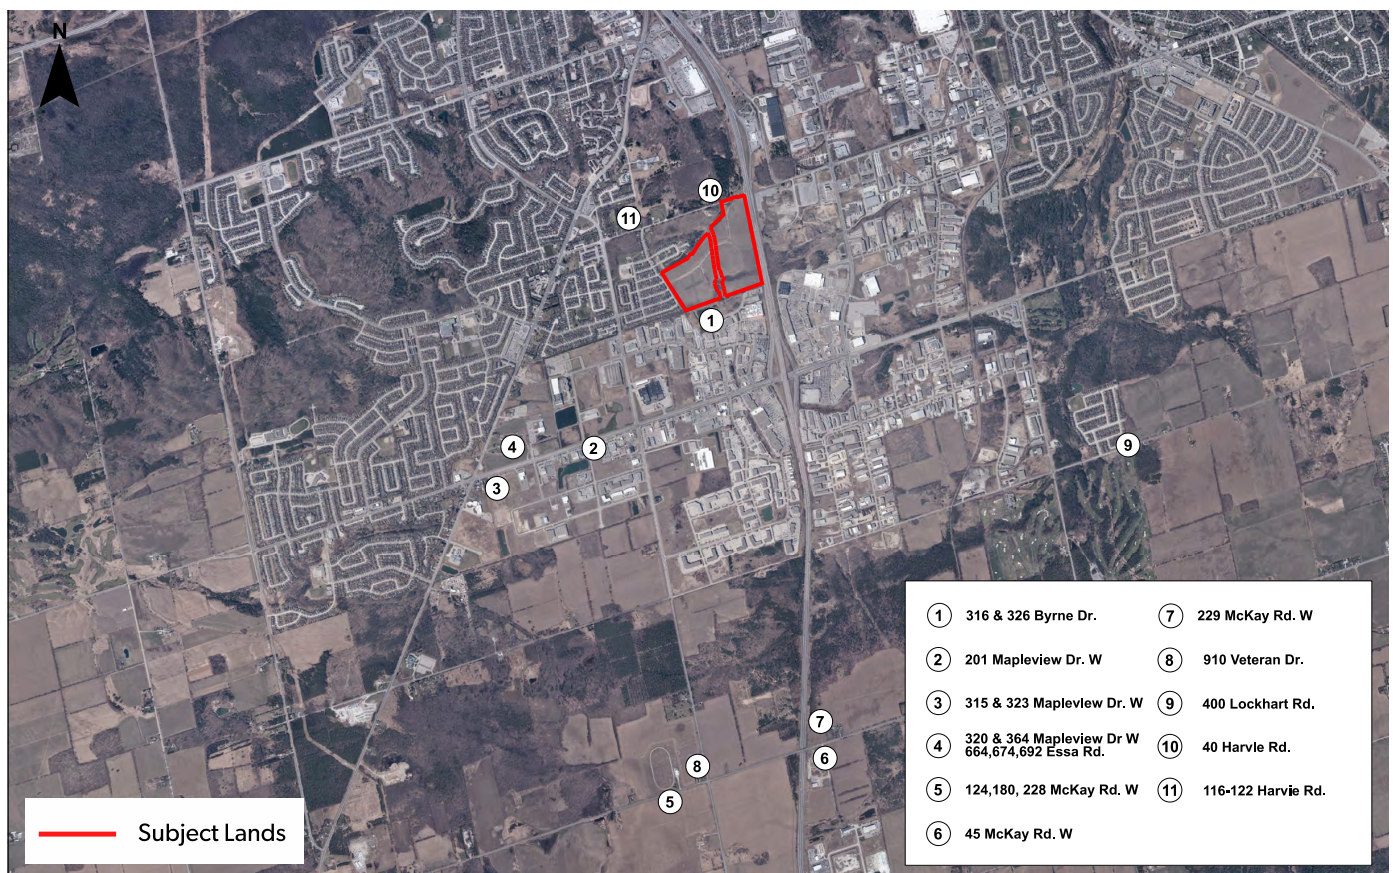 N
10
11
1
4
2
9
3
7
6
8
5
1 316 & 326 Byrne Dr.
2 201 Mapleview Dr. W
3 315 & 323 Mapleview Dr. W
4 320 & 364 Mapleview Dr W
664,674,692 Essa Rd.
5 124,180, 228 McKay Rd. W
6 45 McKay Rd. W
7 229 McKay Rd. W
8 910 Veteran Dr.
9 400 Lockhart Rd.
10 40 Harvie Rd.
11 116-122 Harvie Rd.
Subject Lands